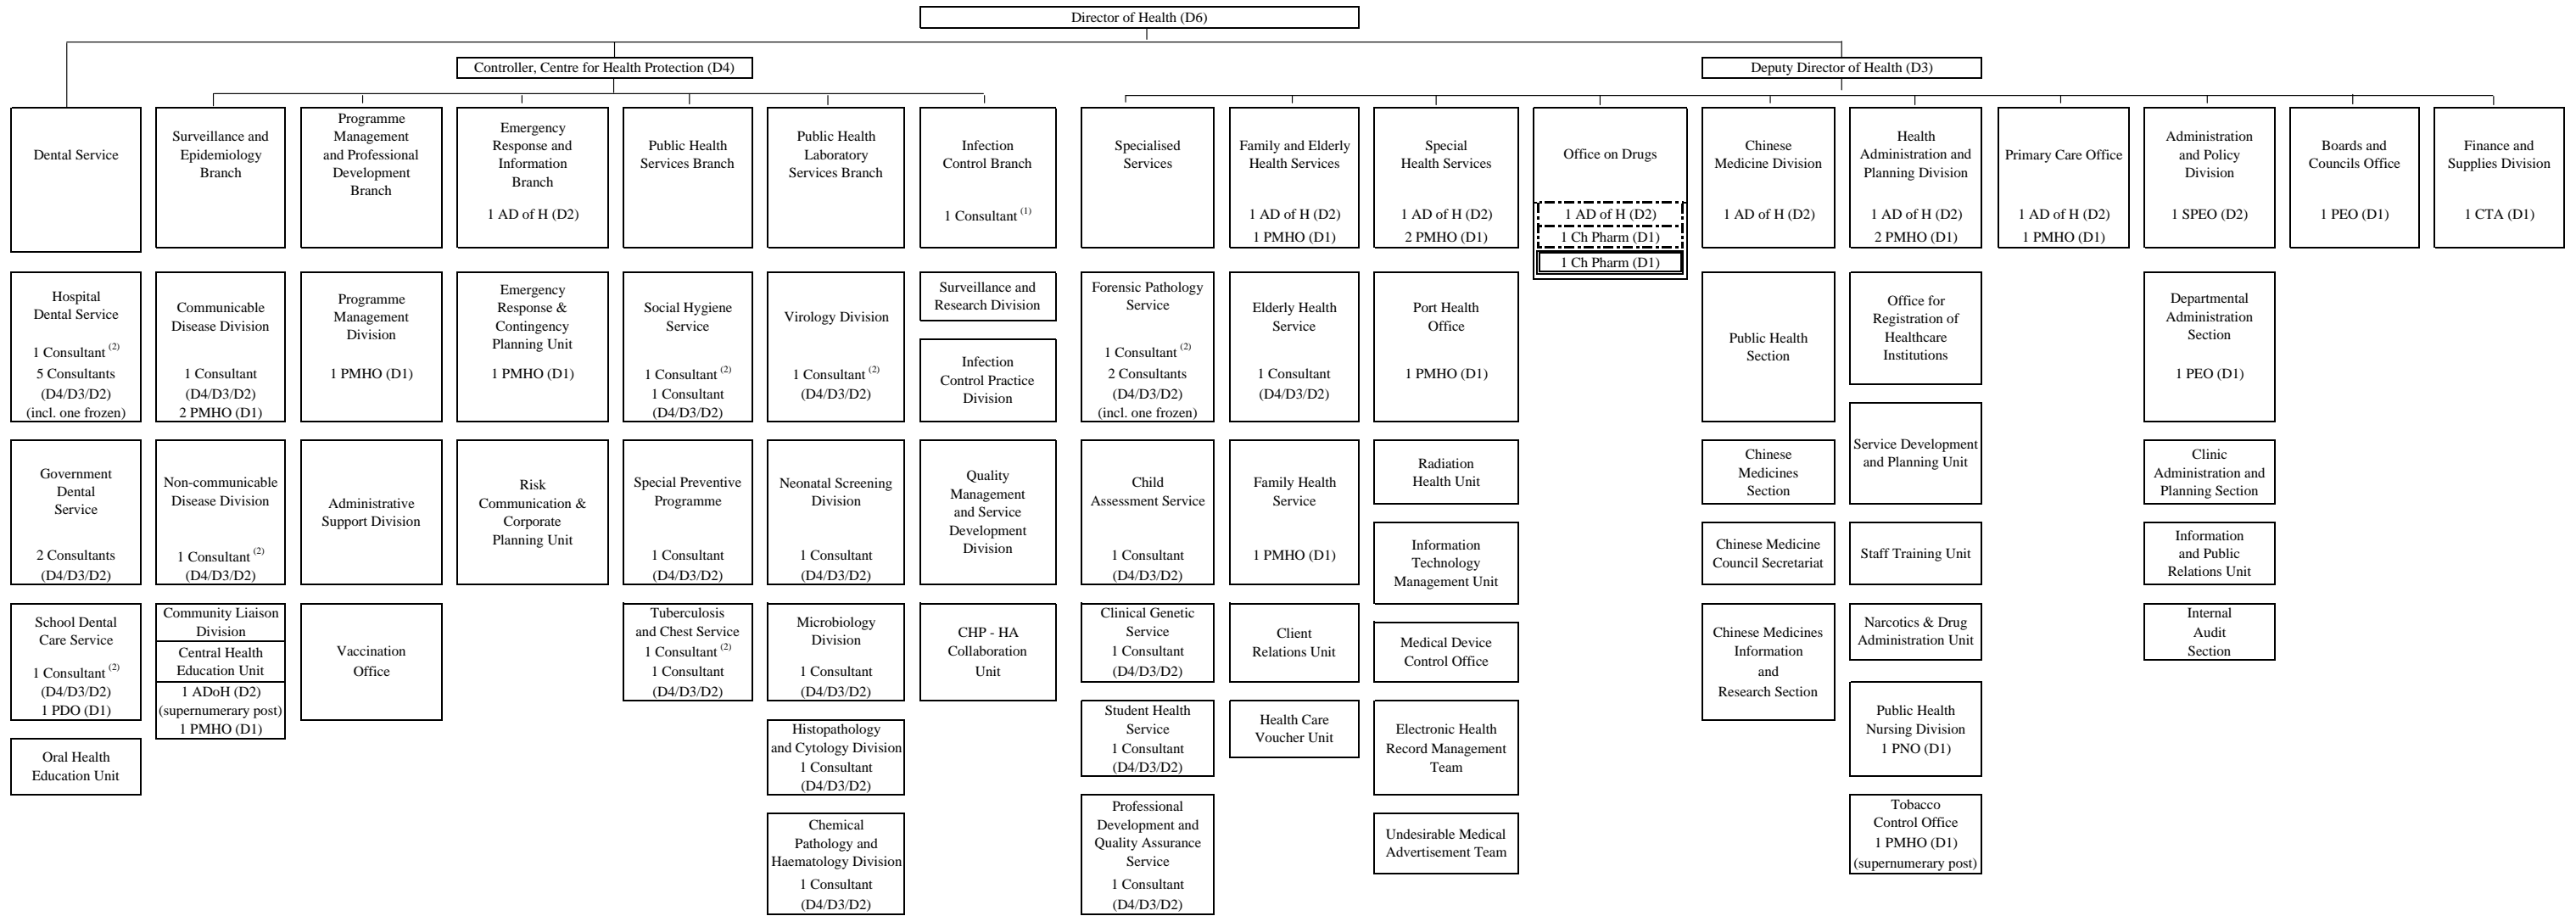 Director of Health (D6)
Controller, Centre for Health Protection (D4)
Deputy Director of Health (D3)
Dental Service
Hospital
Dental Service
1 Consultant (2)
5 Consultants
(D4/D3/D2)
(incl. one frozen)
Government
Dental
Service
2 Consultants
(D4/D3/D2)
School Dental
Care Service
1 Consultant (2)
(D4/D3/D2)
1 PDO (D1)
Oral Health
Education Unit
Surveillance and
Epidemiology
Branch
Communicable
Disease Division
1 Consultant
(D4/D3/D2)
2 PMHO (D1)
Non-communicable
Disease Division
1 Consultant (2)
(D4/D3/D2)
Community Liaison
Division
Central Health
Education Unit
1 ADoH (D2)
(supernumerary post)
1 PMHO (D1)
Programme
Management
and Professional
Development
Branch
Programme
Management
Division
1 PMHO (D1)
Administrative
Support Division
Vaccination
Office
Emergency
Response and
Information
Branch
1 AD of H (D2)
Emergency
Response &
Contingency
Planning Unit
1 PMHO (D1)
Risk
Communication &
Corporate
Planning Unit
Public Health
Services Branch
Social Hygiene
Service
1 Consultant (2)
1 Consultant
(D4/D3/D2)
Special Preventive
Programme
1 Consultant
(D4/D3/D2)
Tuberculosis
and Chest Service
1 Consultant (2)
1 Consultant
(D4/D3/D2)
Public Health
Laboratory
Services Branch
Virology Division
1 Consultant (2)
(D4/D3/D2)
Neonatal Screening
Division
1 Consultant
(D4/D3/D2)
Microbiology
Division
1 Consultant
(D4/D3/D2)
Histopathology
and Cytology Division
1 Consultant
(D4/D3/D2)
Chemical
Pathology and
Haematology Division
1 Consultant
(D4/D3/D2)
Infection
Control Branch
1 Consultant (1)
Surveillance and
Research Division
Infection
Control Practice
Division
Quality
Management
and Service
Development
Division
CHP - HA
Collaboration
Unit
Specialised
Services
Forensic Pathology
Service
1 Consultant (2)
2 Consultants
(D4/D3/D2)
(incl. one frozen)
Child
Assessment Service
1 Consultant
(D4/D3/D2)
Clinical Genetic
Service
1 Consultant
(D4/D3/D2)
Student Health
Service
1 Consultant
(D4/D3/D2)
Professional
Development and
Quality Assurance
Service
1 Consultant
(D4/D3/D2)
Family and Elderly
Health Services
1 AD of H (D2)
1 PMHO (D1)
Elderly Health
Service
1 Consultant
(D4/D3/D2)
Family Health
Service
1 PMHO (D1)
Client
Relations Unit
Health Care
Voucher Unit
Special
Health Services
1 AD of H (D2)
2 PMHO (D1)
Port Health
Office
1 PMHO (D1)
Radiation
Health Unit
Information
Technology
Management Unit
Medical Device
Control Office
Electronic Health
Record Management
Team
Undesirable Medical
Advertisement Team
Office on Drugs
1 AD of H (D2)
1 Ch Pharm (D1)
1 Ch Pharm (D1)
Chinese
Medicine Division
1 AD of H (D2)
Public Health
Section
Chinese
Medicines
Section
Chinese Medicine
Council Secretariat
Chinese Medicines
Information
and
Research Section
Health
Administration and
Planning Division
1 AD of H (D2)
2 PMHO (D1)
Office for
Registration of
Healthcare
Institutions
Service Development
and Planning Unit
Staff Training Unit
Narcotics & Drug
Administration Unit
Public Health
Nursing Division
1 PNO (D1)
Tobacco
Control Office
1 PMHO (D1)
(supernumerary post)
Primary Care Office
1 AD of H (D2)
1 PMHO (D1)
Administration
and Policy
Division
1 SPEO (D2)
Departmental
Administration
Section
1 PEO (D1)
Clinic
Administration and
Planning Section
Information
and Public
Relations Unit
Internal
Audit
Section
Boards and
Councils Office
1 PEO (D1)
Finance and
Supplies Division
1 CTA (D1)